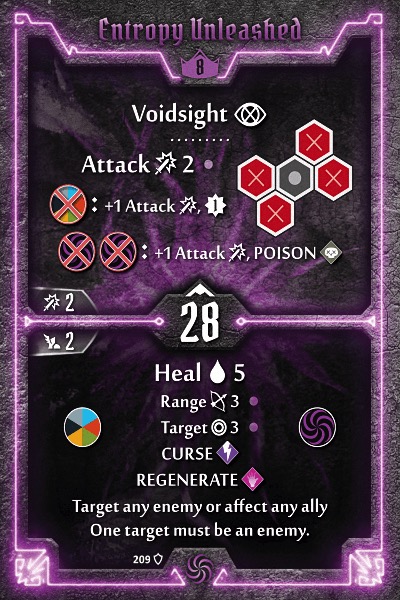 Entropy Unleashed
8
Voidsight
Attack 2
: +1 Attack , 1
: +1 Attack , POISON
2
28
2
Heal 5
Range 3
Target 3
CURSE
REGENERATE
Target any enemy or affect any ally
One target must be an enemy.
209